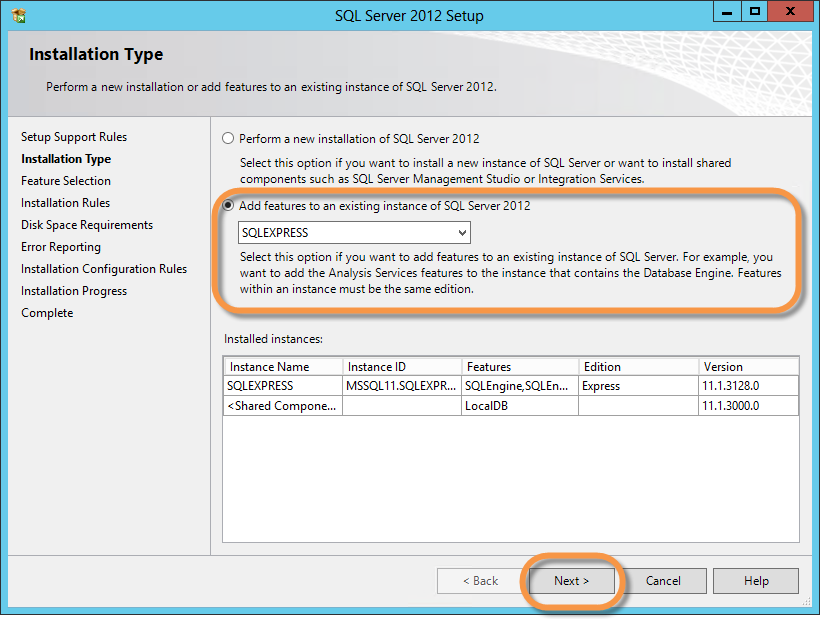 SQL Server 2012 Setup
Installation Type
Perform a new installation or add features to an existing instance of SQL Server 2012.
Setup Support Rules
Installation Type
Feature Selection
Installation Rules
Disk Space Requirements
Error Reporting
Installation Configuration Rules
Installation Progress
Complete
Perform a new installation of SQL Server 2012
Select this option if you want to install a new instance of SQL Server or want to install shared
components such as SQL Server Management Studio or Integration Services.
Add features to an existing instance of SQL Server 2012
SQLEXPRESS
Select this option if you want to add features to an existing instance of SQL Server. For example, you
want to add the Analysis Services features to the instance that contains the Database Engine. Features
within an instance must be the same edition.
Installed instances:
Instance Name Instance ID Features Edition Version
SQLEXPRESS MSSQL11.SQLEXPR... SQLEngine,SQLEn... Express 11.1.3128.0
<Shared Compone... LocalDB 11.1.3000.0
< Back Next > Cancel Help